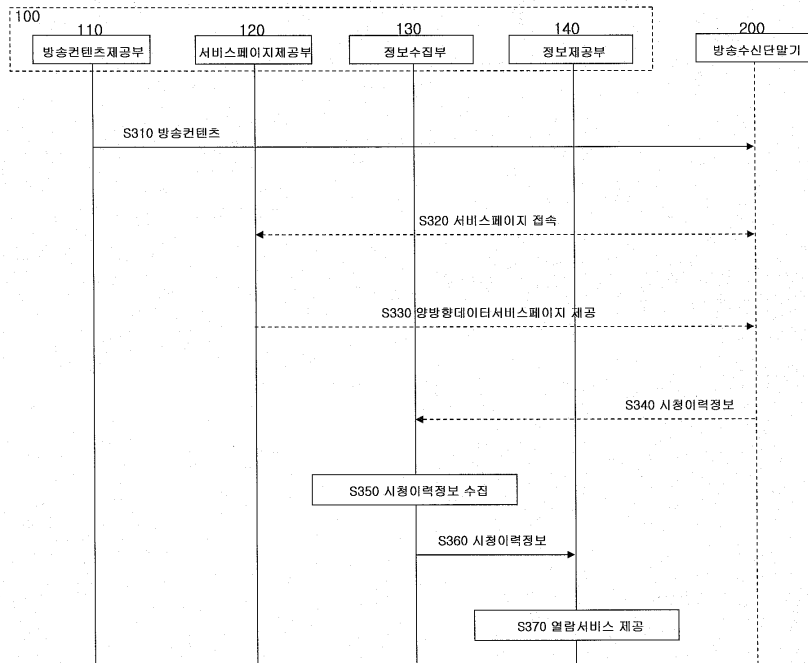 100
110
120
130
140
200
방송컨텐츠제공부
서비스페이지제공부
정보수집부
정보제공부
방송수신단말기
S310 방송컨텐츠
S320 서비스페이지 접속
S330 양방향데이터서비스페이지 제공
S340 시청이력정보
S350 시청이력정보 수집
S360 시청이력정보
S370 열람서비스 제공